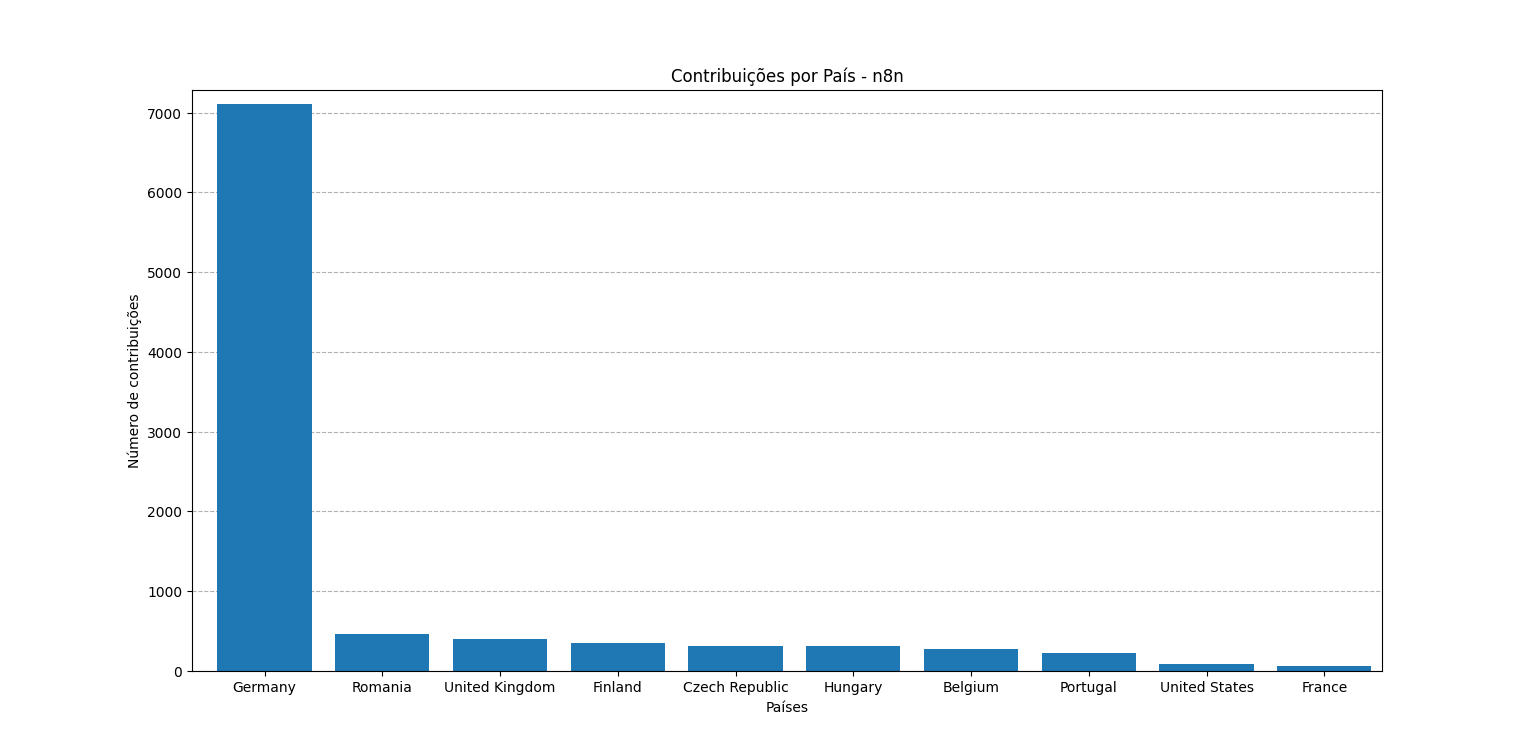 Contribuições por País - n8n
Número de contribuições
7000
6000
5000
4000
3000
2000
1000
0
Germany Romania United Kingdom Finland Czech Republic Hungary Belgium Portugal United States France
Países